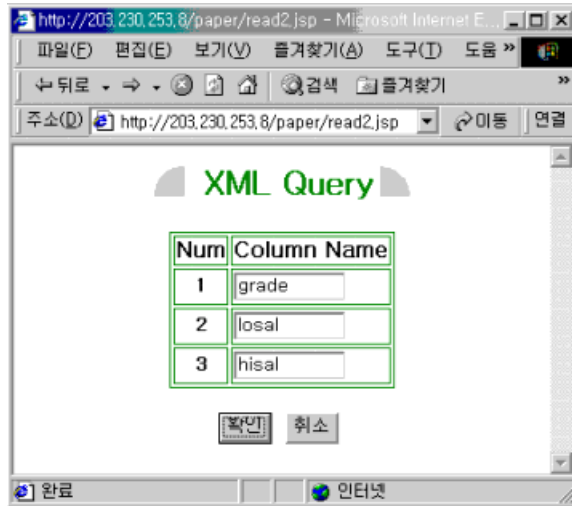 http://203,230,253,8/paper/read2.jsp - Microsoft Internet E...
파일(F) 편집(E) 보기(V) 즐겨찾기(A) 도구(T) 도움 »
뒤로 검색 즐겨찾기 »
주소(D) http://203,230,253,8/paper/read2.jsp 이동 연결
XML Query
Num Column Name
1 grade
2 losal
3 hisal
확인 취소
완료 인터넷